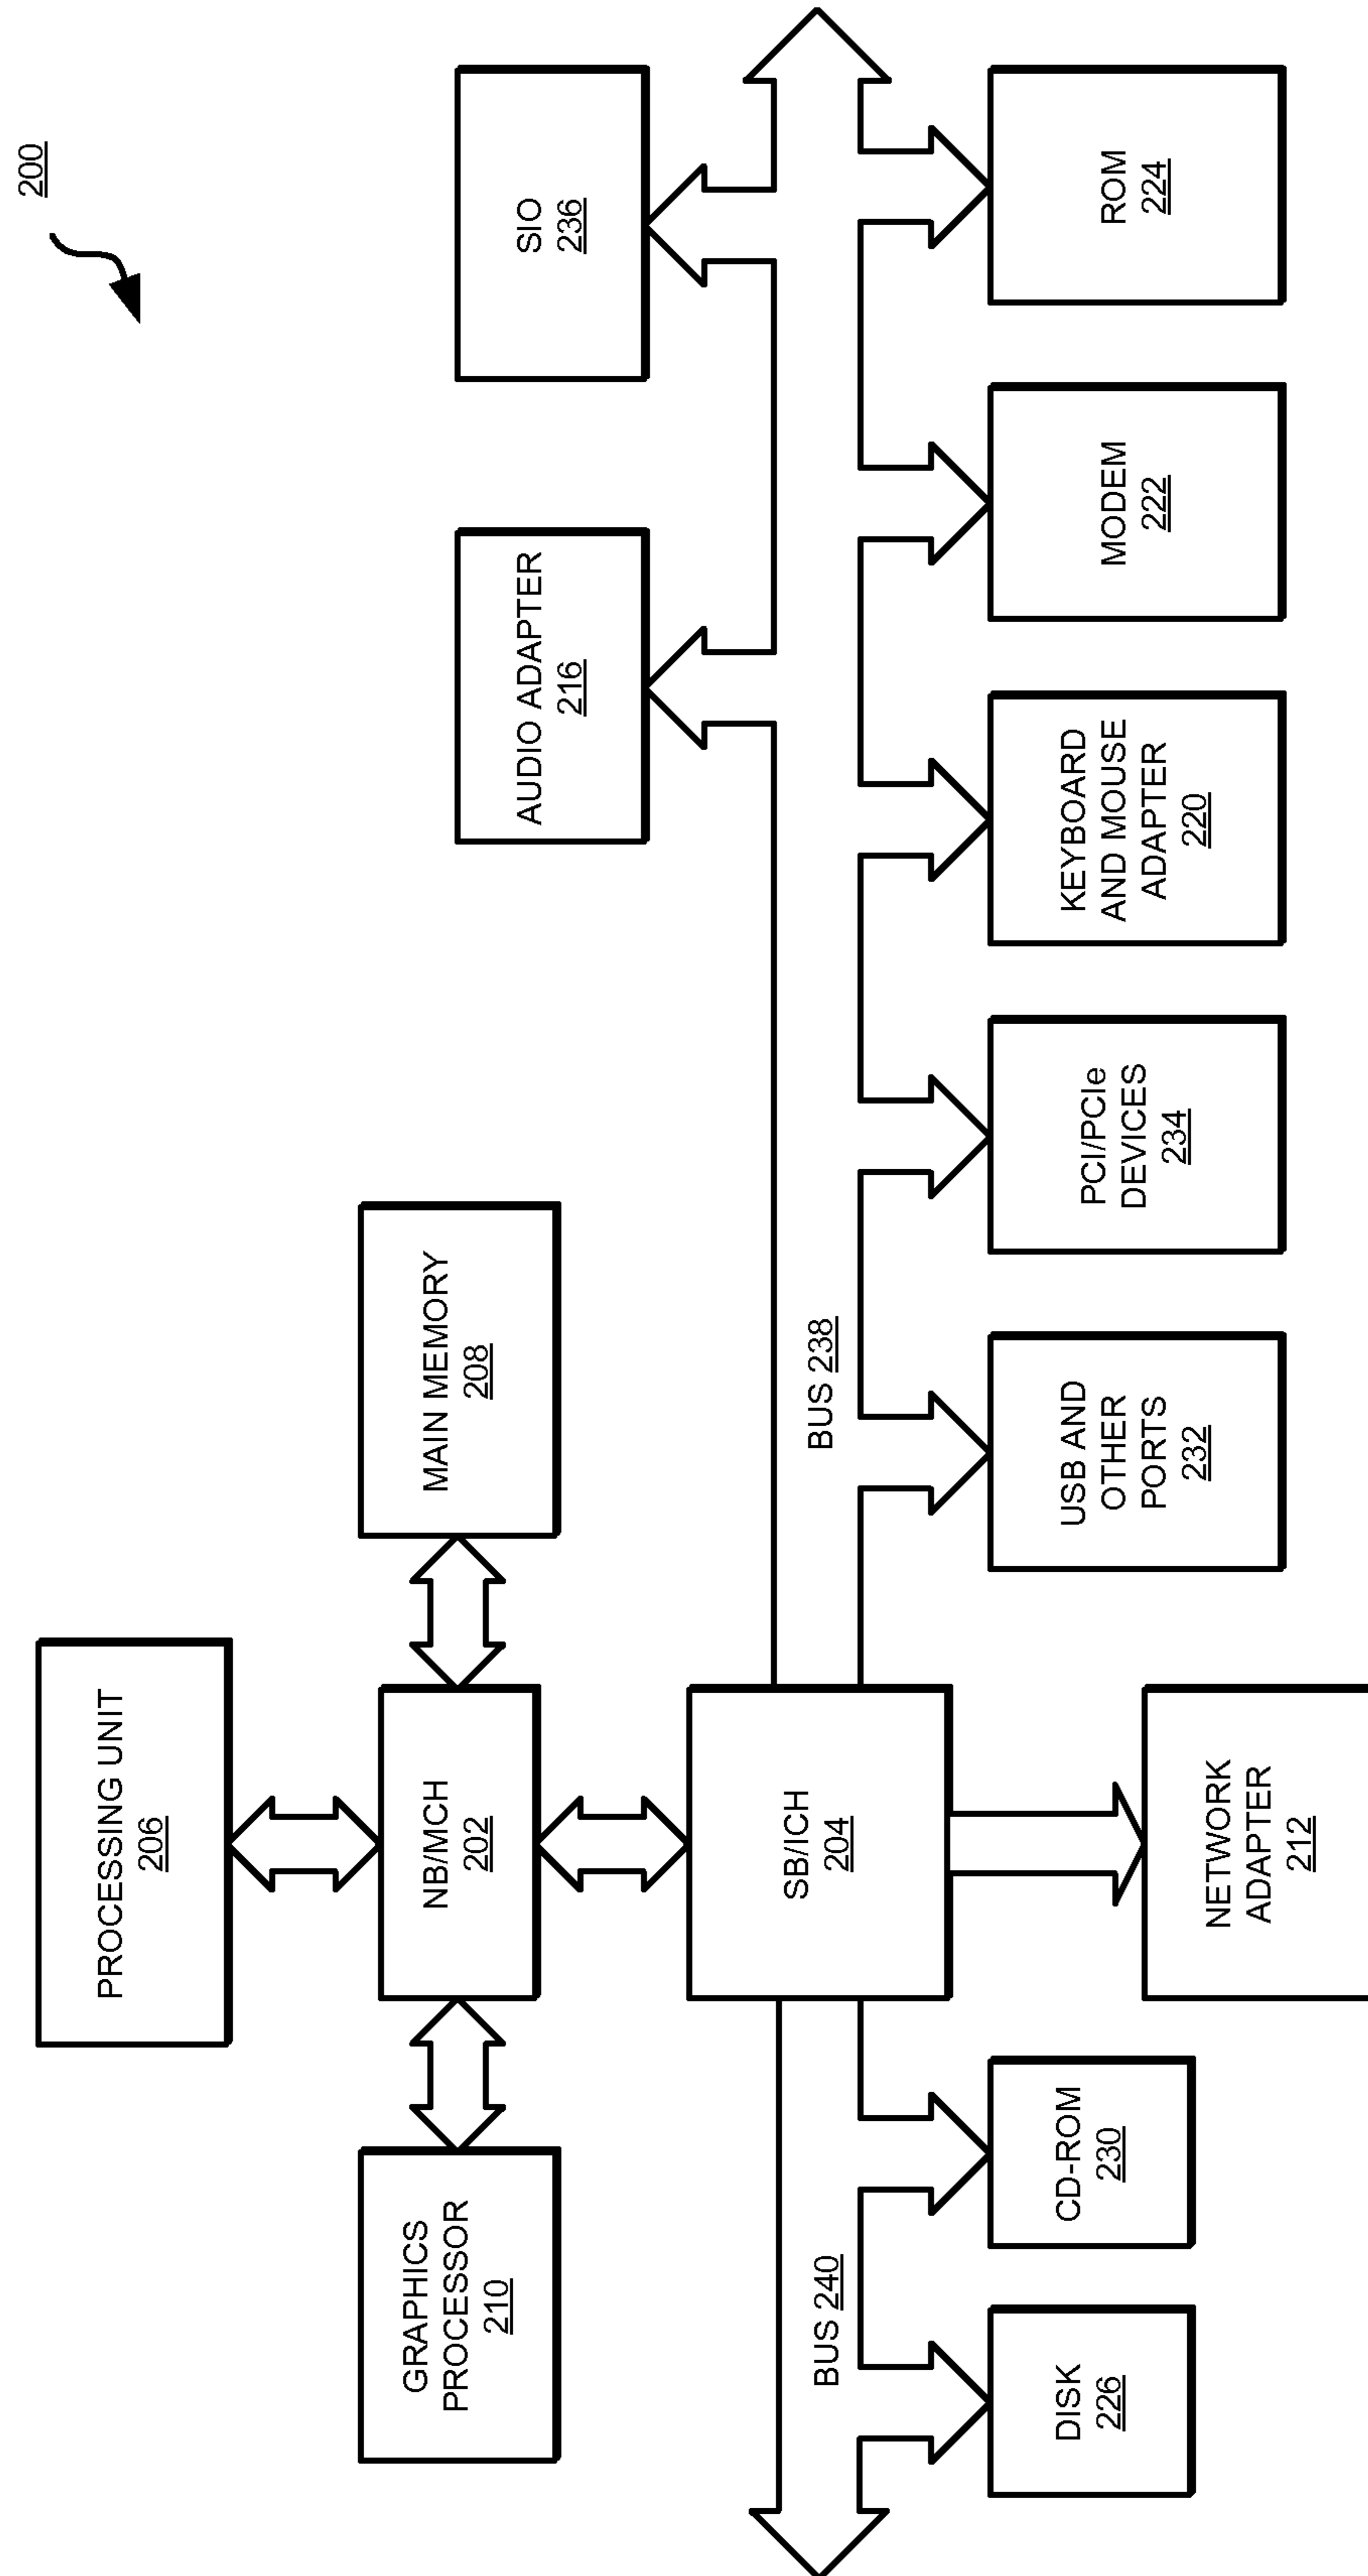 200
PROCESSING UNIT
206
GRAPHICS
PROCESSOR
210
NB/MCH
202
MAIN MEMORY
208
AUDIO ADAPTER
216
SIO
236
SB/ICH
204
BUS 240
BUS 238
DISK
226
CD-ROM
230
USB AND
OTHER
PORTS
232
PCI/PCIe
DEVICES
234
KEYBOARD
AND MOUSE
ADAPTER
220
MODEM
222
ROM
224
NETWORK
ADAPTER
212